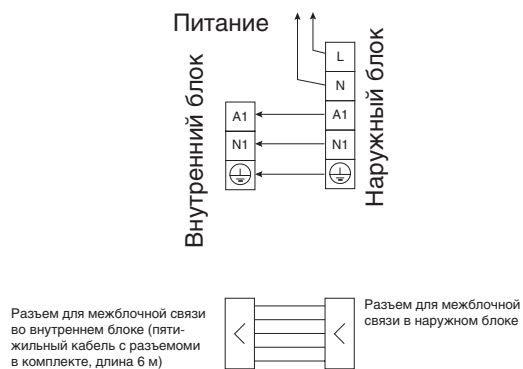 Питание
Внутренний блок
Наружный блок
L
N
A1
A1
N1
N1
Разъем для межблочной связи
во внутреннем блоке (пяти-
жильный кабель с разъемоми
в комплекте, длина 6 м)
Разъем для межблочной
связи в наружном блоке